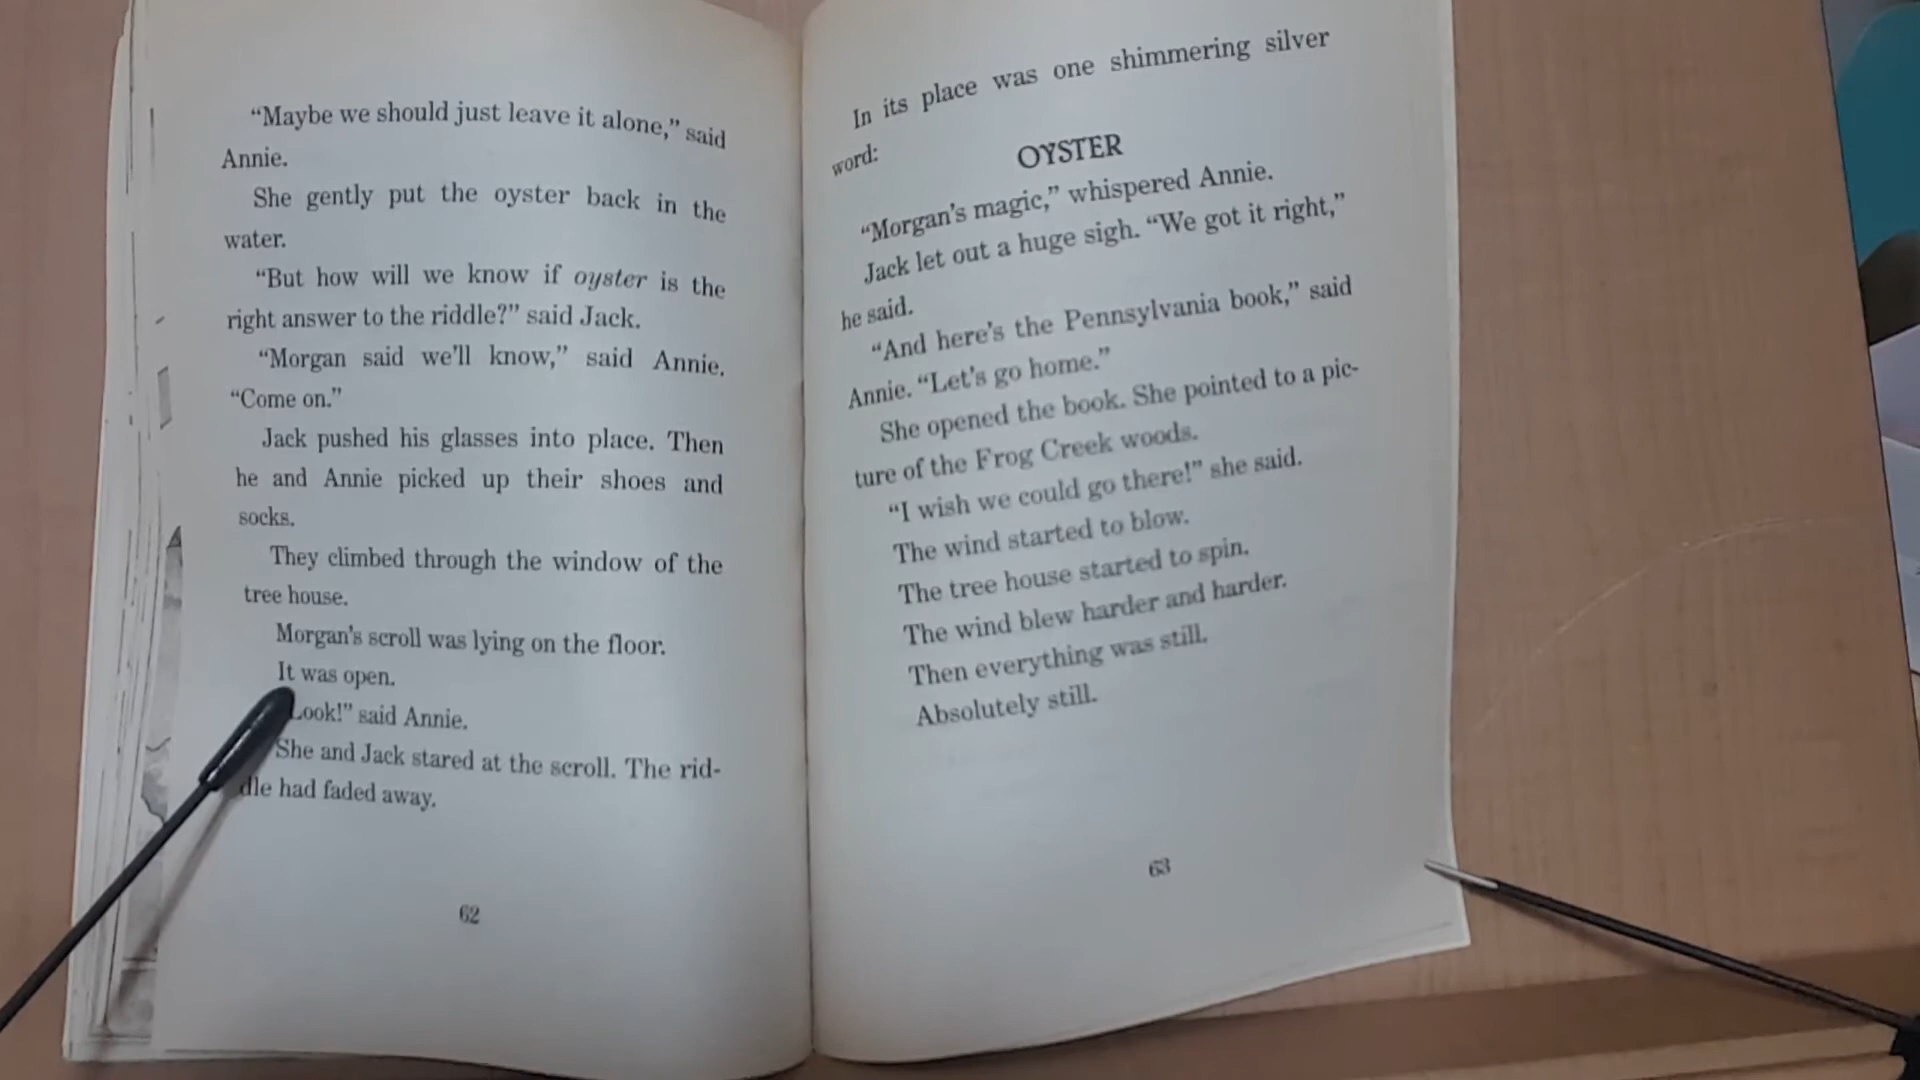 “Maybe we should just leave it alone,” said
Annie.
She gently put the oyster back in the
water.
“But how will we know if oyster is the
right answer to the riddle?” said Jack.
“Morgan said we'll know,” said Annie.
“Come on.”
Jack pushed his glasses into place. Then
he and Annie picked up their shoes and
socks.
They climbed through the window of the
tree house.
Morgan's scroll was lying on the floor.
It was open.
Look!” said Annie.
She and Jack stared at the scroll. The rid-
dle had faded away.
62
In its place was one shimmering silver
word:
OYSTER
“Morgan's magic,” whispered Annie.
Jack let out a huge sigh. “We got it right,”
he said.
“And here's the Pennsylvania book,” said
Annie. “Let's go home.”
She opened the book. She pointed to a pic-
ture of the Frog Creek woods.
“I wish we could go there!” she said.
The wind started to blow.
The tree house started to spin.
The wind blew harder and harder.
Then everything was still.
Absolutely still.
63